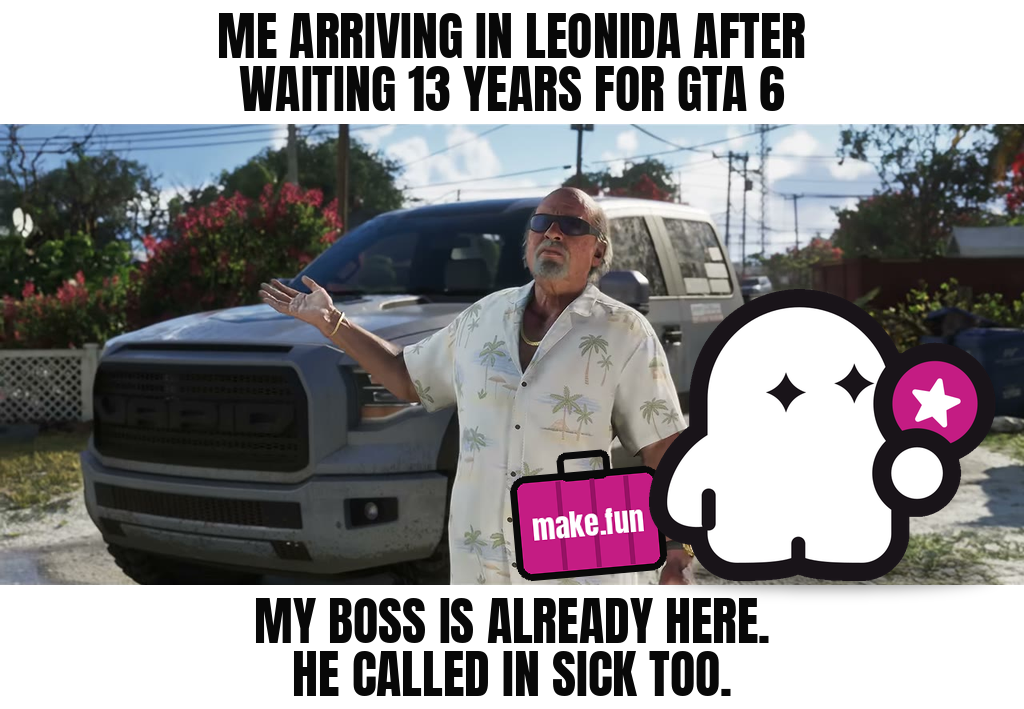 ME ARRIVING IN LEONIDA AFTER
WAITING 13 YEARS FOR GTA 6
make.fun
MY BOSS IS ALREADY HERE.
HE CALLED IN SICK TOO.